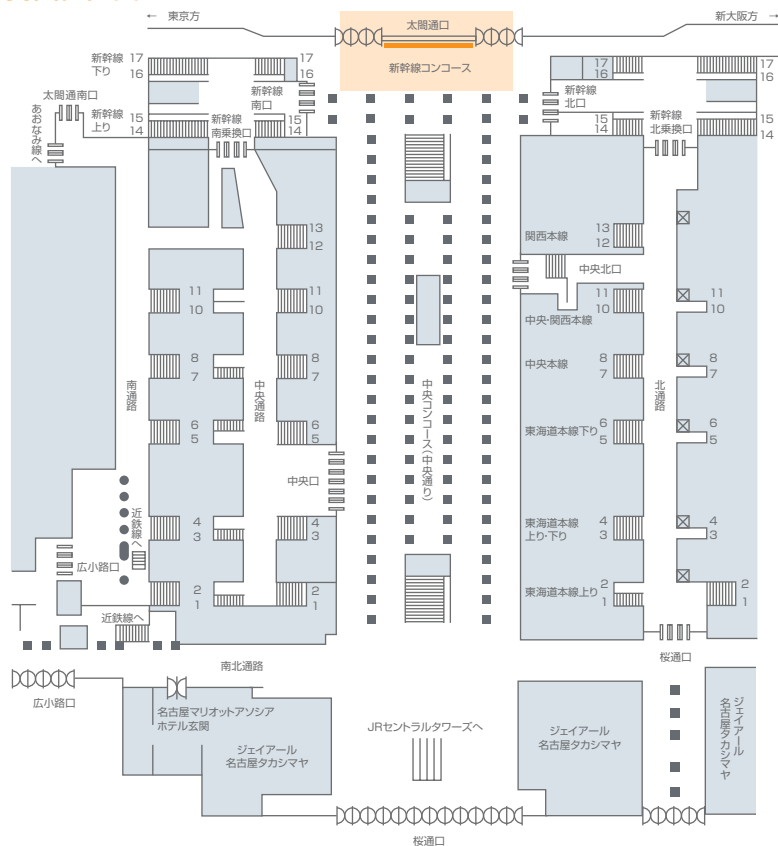 ← 東京方
太閤通口
新大阪方 →
新幹線コンコース
新幹線
下り
17
16
17
16
17
16
17
16
太閤通南口
あおなみ線へ
新幹線
上り
15
14
新幹線
南乗換口
新幹線
南口
15
14
新幹線
北口
15
14
新幹線
北乗換口
15
14
13
12
関西本線
13
12
中央北口
11
10
11
10
11
10
中央・関西本線
11
10
8
7
8
7
中央本線
8
7
8
7
南通路
中央通路
中央コンコース(中央通り)
北通路
6
5
6
5
東海道本線下り
6
5
6
5
中央口
近鉄線へ
4
3
4
3
東海道本線
上り・下り
4
3
4
3
広小路口
2
1
2
1
東海道本線上り
2
1
2
1
近鉄線へ
桜通口
南北通路
広小路口
名古屋マリオットアソシア
ホテル玄関
ジェイアール
名古屋タカシマヤ
JRセントラルタワーズへ
ジェイアール
名古屋タカシマヤ
ジェイアール
名古屋タカシマヤ
桜通口